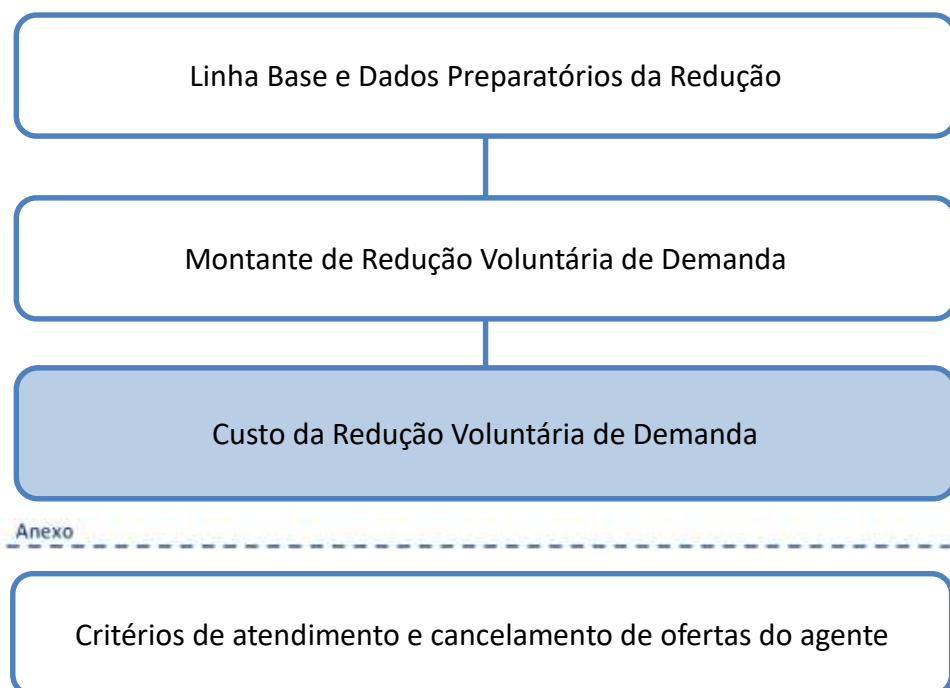 Linha Base e Dados Preparatórios da Redução
Montante de Redução Voluntária de Demanda
Custo da Redução Voluntária de Demanda
Anexo
Critérios de atendimento e cancelamento de ofertas do agente